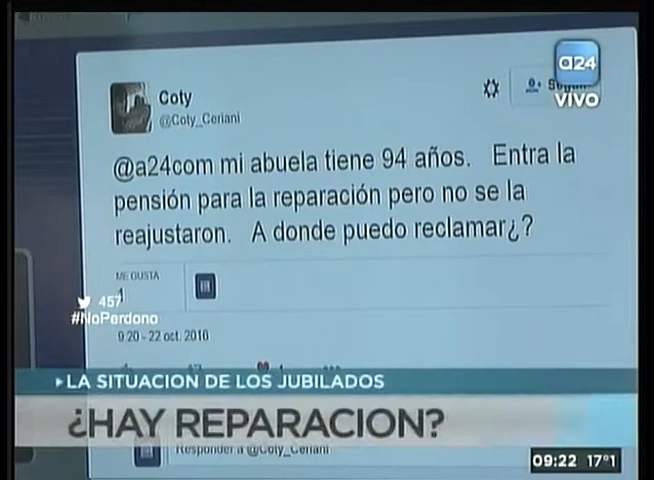 a24
VIVO
Coty
@Coty_Ceriani
Seguir
@a24com mi abuela tiene 94 años. Entra la
pensión para la reparación pero no se la
reajustaron. A donde puedo reclamar¿?
ME GUSTA
1
457
#NoPerdono
9:20 - 22 oct. 2016
1
LA SITUACION DE LOS JUBILADOS
¿HAY REPARACION?
Responder a @Coty_Ceriani
09:22 17°1